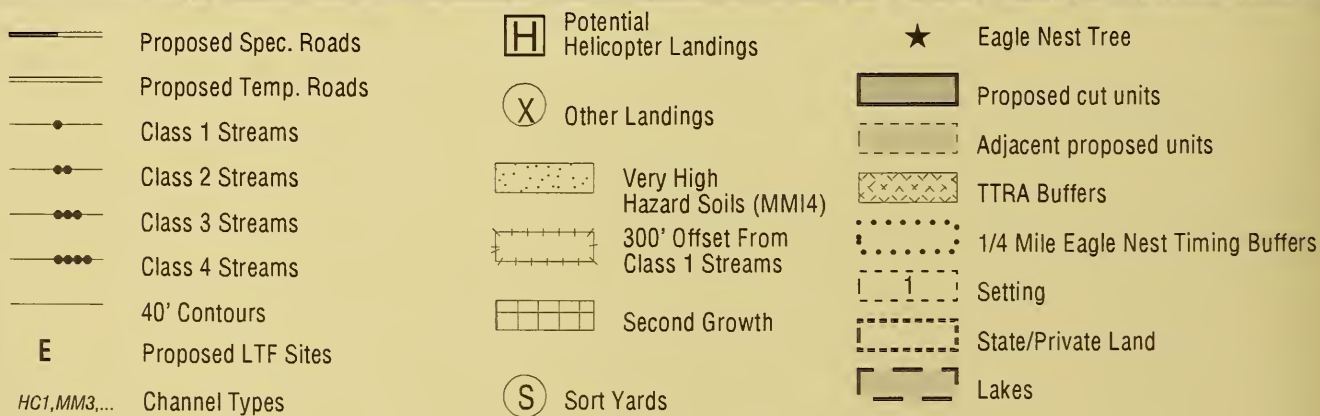 Proposed Spec. Roads
Proposed Temp. Roads
Class 1 Streams
Class 2 Streams
Class 3 Streams
Class 4 Streams
40' Contours
E Proposed LTF Sites
HC1,MM3,... Channel Types
H Potential
Helicopter Landings
X Other Landings
Very High
Hazard Soils (MMI4)
300' Offset From
Class 1 Streams
Second Growth
S Sort Yards
Eagle Nest Tree
Proposed cut units
Adjacent proposed units
TTRA Buffers
1/4 Mile Eagle Nest Timing Buffers
1 Setting
State/Private Land
Lakes